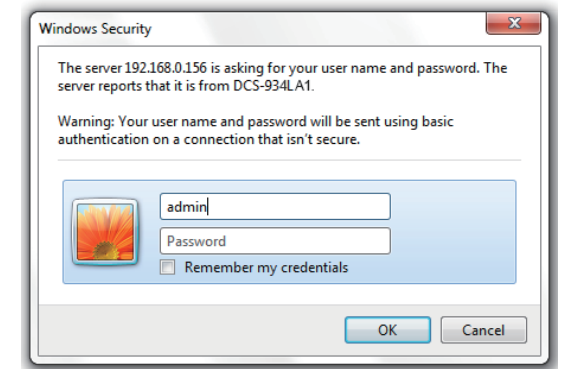 Windows Security
The server 192.168.0.156 is asking for your user name and password. The
server reports that it is from DCS-934LA1.
Warning: Your user name and password will be sent using basic
authentication on a connection that isn't secure.
admin
Password
Remember my credentials
OK
Cancel